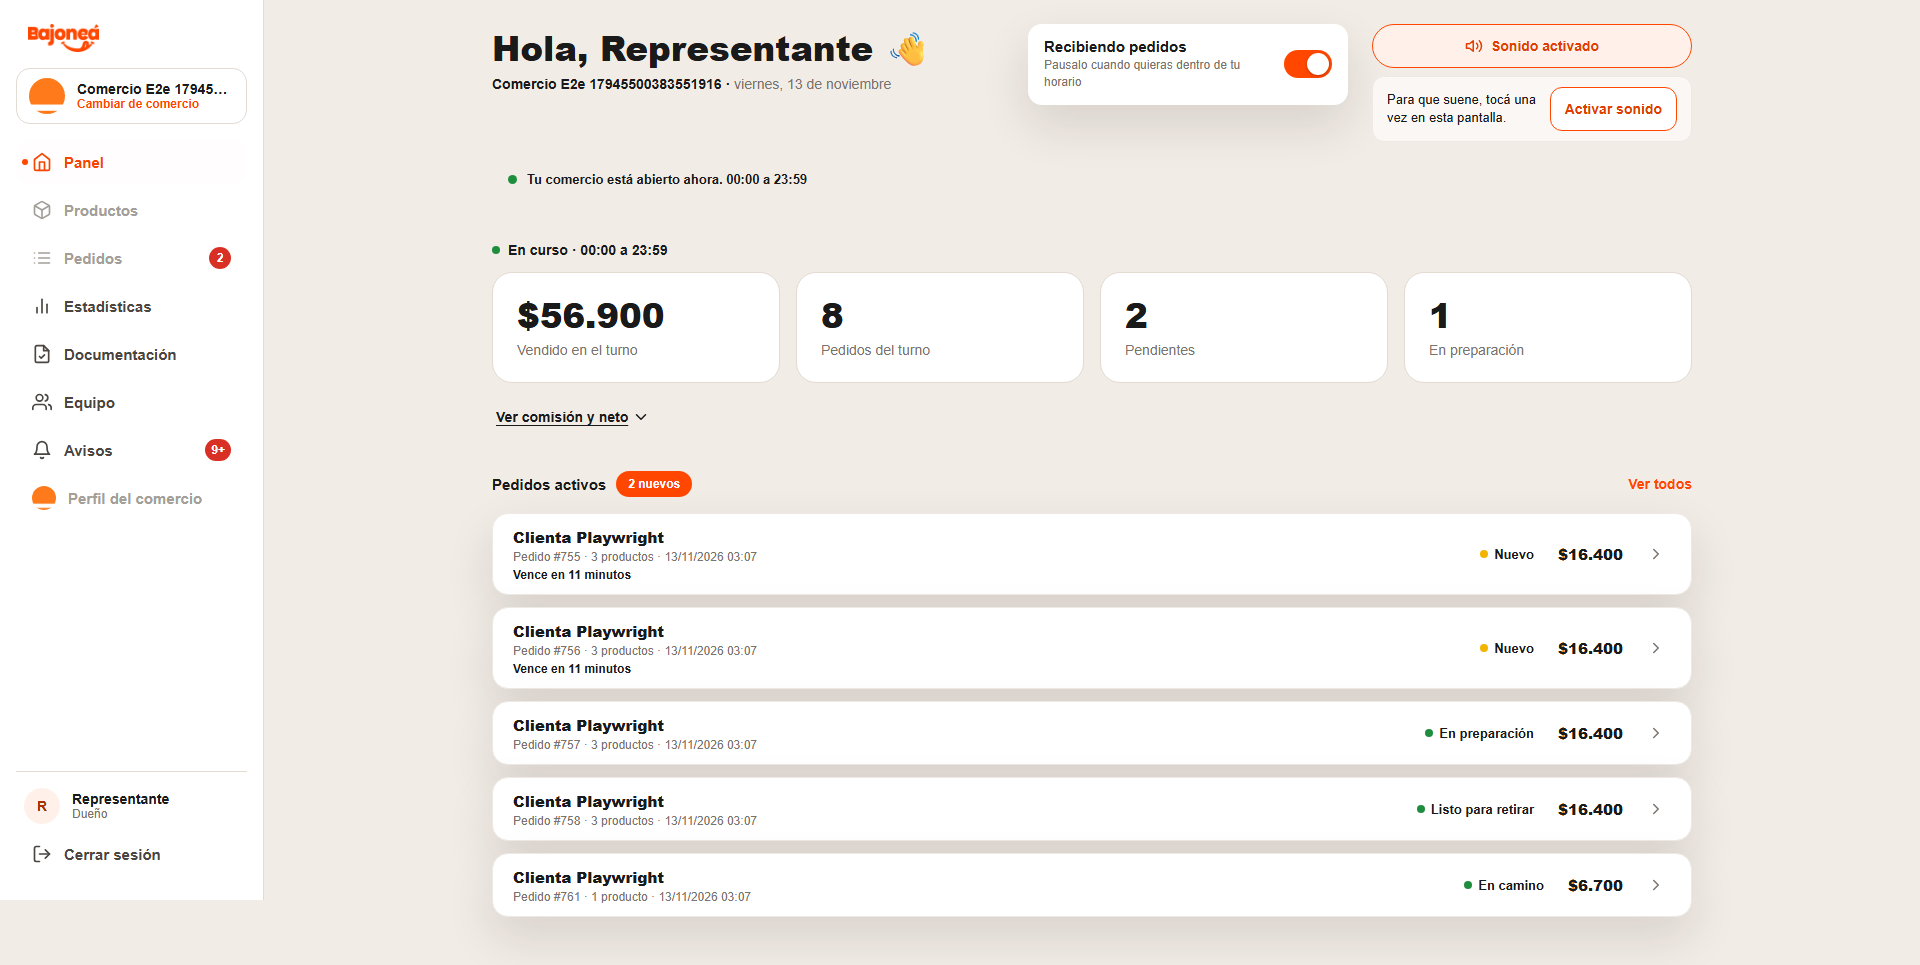 Bajoneá
Comercio E2e 17945...
Cambiar de comercio
Panel
Productos
Pedidos
2
Estadísticas
Documentación
Equipo
Avisos
9+
Perfil del comercio
R
Representante
Dueño
Cerrar sesión
Hola, Representante 👋
Comercio E2e 17945500383551916 · viernes, 13 de noviembre
Recibiendo pedidos
Pausalo cuando quieras dentro de tu
horario
Sonido activado
Para que suene, tocá una
vez en esta pantalla.
Activar sonido
Tu comercio está abierto ahora. 00:00 a 23:59
En curso · 00:00 a 23:59
$56.900
Vendido en el turno
8
Pedidos del turno
2
Pendientes
1
En preparación
Ver comisión y neto
Pedidos activos
2 nuevos
Ver todos
Clienta Playwright
Pedido #755 · 3 productos · 13/11/2026 03:07
Vence en 11 minutos
Nuevo
$16.400
Clienta Playwright
Pedido #756 · 3 productos · 13/11/2026 03:07
Vence en 11 minutos
Nuevo
$16.400
Clienta Playwright
Pedido #757 · 3 productos · 13/11/2026 03:07
En preparación
$16.400
Clienta Playwright
Pedido #758 · 3 productos · 13/11/2026 03:07
Listo para retirar
$16.400
Clienta Playwright
Pedido #761 · 1 producto · 13/11/2026 03:07
En camino
$6.700